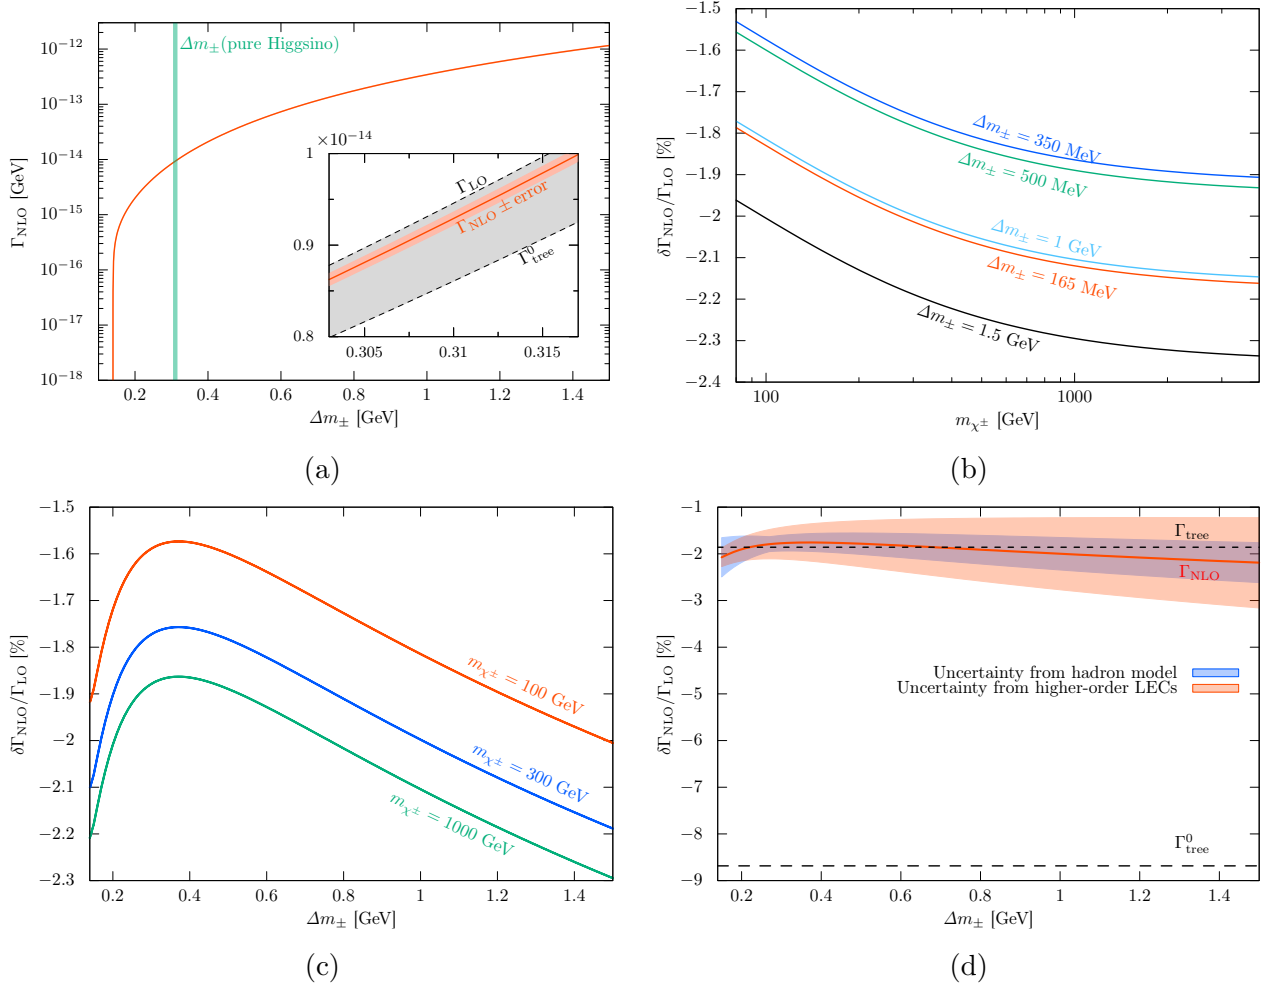 10⁻¹²
10⁻¹³
10⁻¹⁴
10⁻¹⁵
10⁻¹⁶
10⁻¹⁷
10⁻¹⁸
Γ_NLO [GeV]
Δm±(pure Higgsino)
×10⁻¹⁴
1
0.9
0.8
Γ_LO
Γ_NLO ± error
Γ⁰_tree
0.305 0.31 0.315
0.2 0.4 0.6 0.8 1 1.2 1.4
Δm± [GeV]
(a)
−1.5
−1.6
−1.7
−1.8
−1.9
−2
−2.1
−2.2
−2.3
−2.4
δΓ_NLO/Γ_LO [%]
Δm± = 350 MeV
Δm± = 500 MeV
Δm± = 1 GeV
Δm± = 165 MeV
Δm± = 1.5 GeV
100 1000
m_χ± [GeV]
(b)
−1.5
−1.6
−1.7
−1.8
−1.9
−2
−2.1
−2.2
−2.3
δΓ_NLO/Γ_LO [%]
m_χ± = 100 GeV
m_χ± = 300 GeV
m_χ± = 1000 GeV
0.2 0.4 0.6 0.8 1 1.2 1.4
Δm± [GeV]
(c)
−1
−2
−3
−4
−5
−6
−7
−8
−9
δΓ_NLO/Γ_LO [%]
Γ_tree
Γ_NLO
Uncertainty from hadron model
Uncertainty from higher-order LECs
Γ⁰_tree
0.2 0.4 0.6 0.8 1 1.2 1.4
Δm± [GeV]
(d)